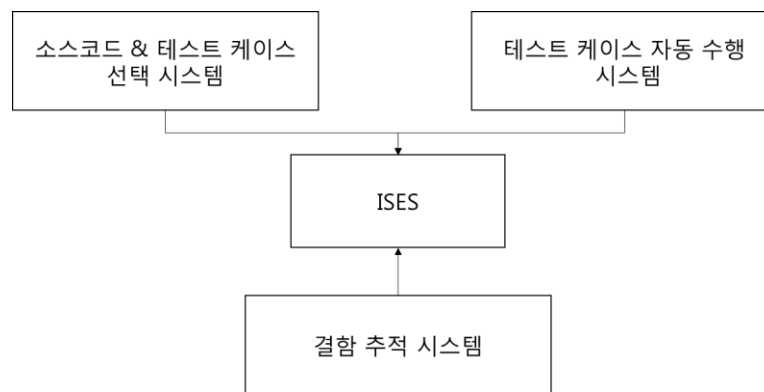 소스코드 & 테스트 케이스
선택 시스템
테스트 케이스 자동 수행
시스템
ISES
결함 추적 시스템